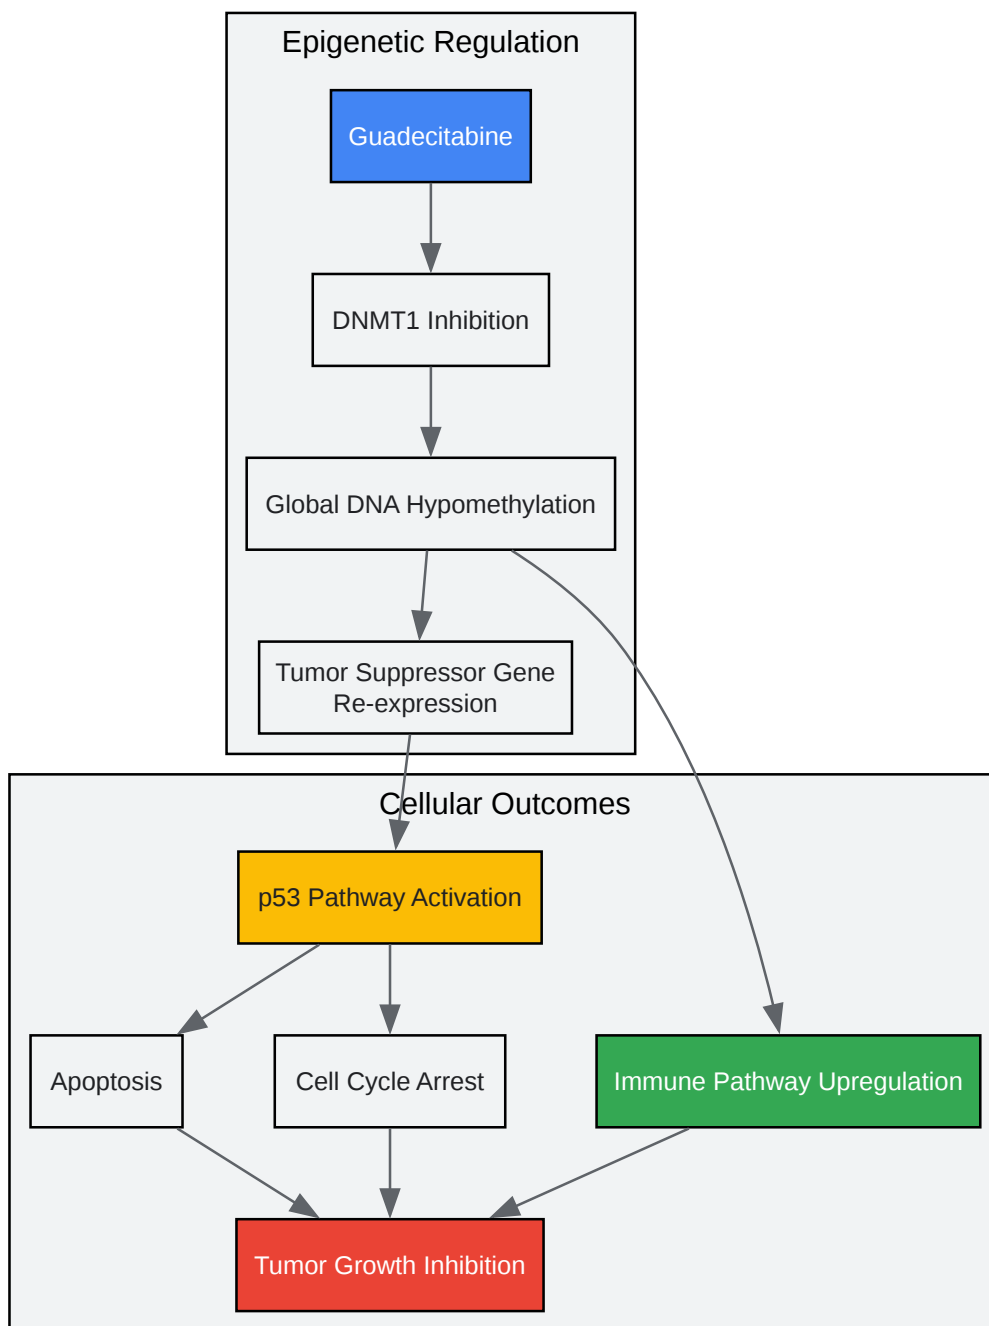 Epigenetic Regulation
Guadecitabine
DNMT1 Inhibition
Global DNA Hypomethylation
Tumor Suppressor Gene
Re-expression
Cellular Outcomes
p53 Pathway Activation
Apoptosis
Cell Cycle Arrest
Immune Pathway Upregulation
Tumor Growth Inhibition